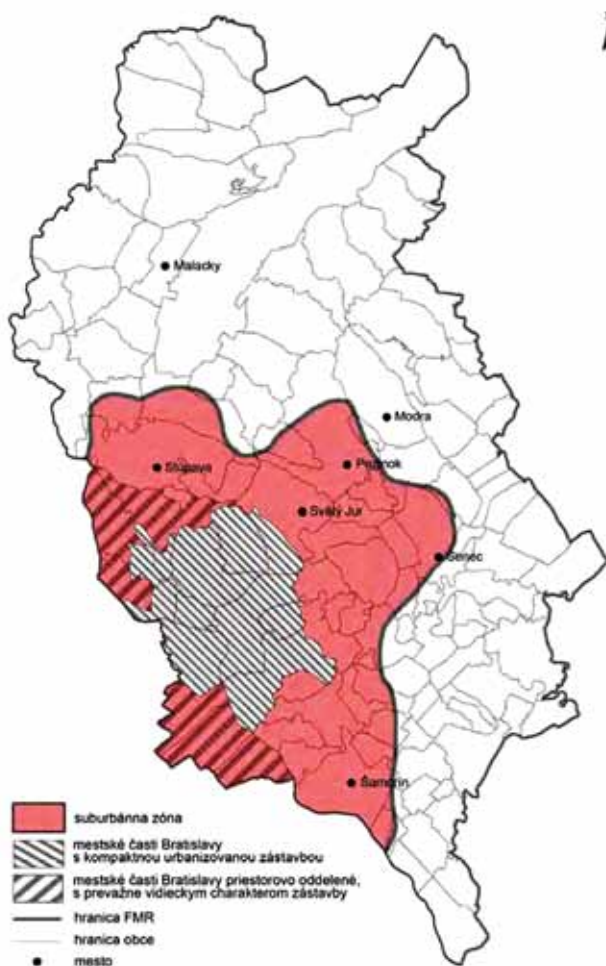 Malacky
Modra
Stupava
Pezinok
Svätý Jur
Senec
Šamorín
suburbánna zóna
mestské časti Bratislavy
s kompaktnou urbanizovanou zástavbou
mestské časti Bratislavy priestorovo oddelené,
s prevažne vidieckym charakterom zástavby
hranica FMR
hranica obce
mesto